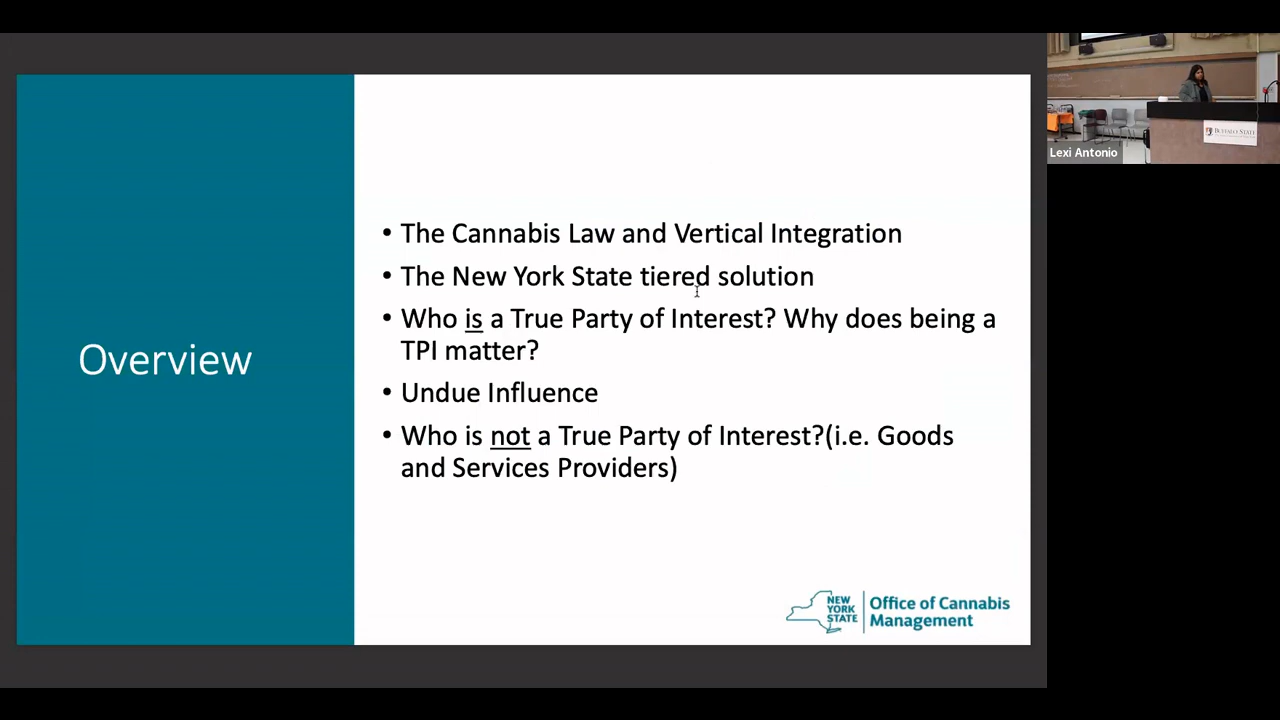 Overview
• The Cannabis Law and Vertical Integration
• The New York State tiered solution
• Who is a True Party of Interest? Why does being a
TPI matter?
• Undue Influence
• Who is not a True Party of Interest?(i.e. Goods
and Services Providers)
NEW
YORK
STATE
Office of Cannabis
Management
Lexi Antonio
BUFFALO STATE